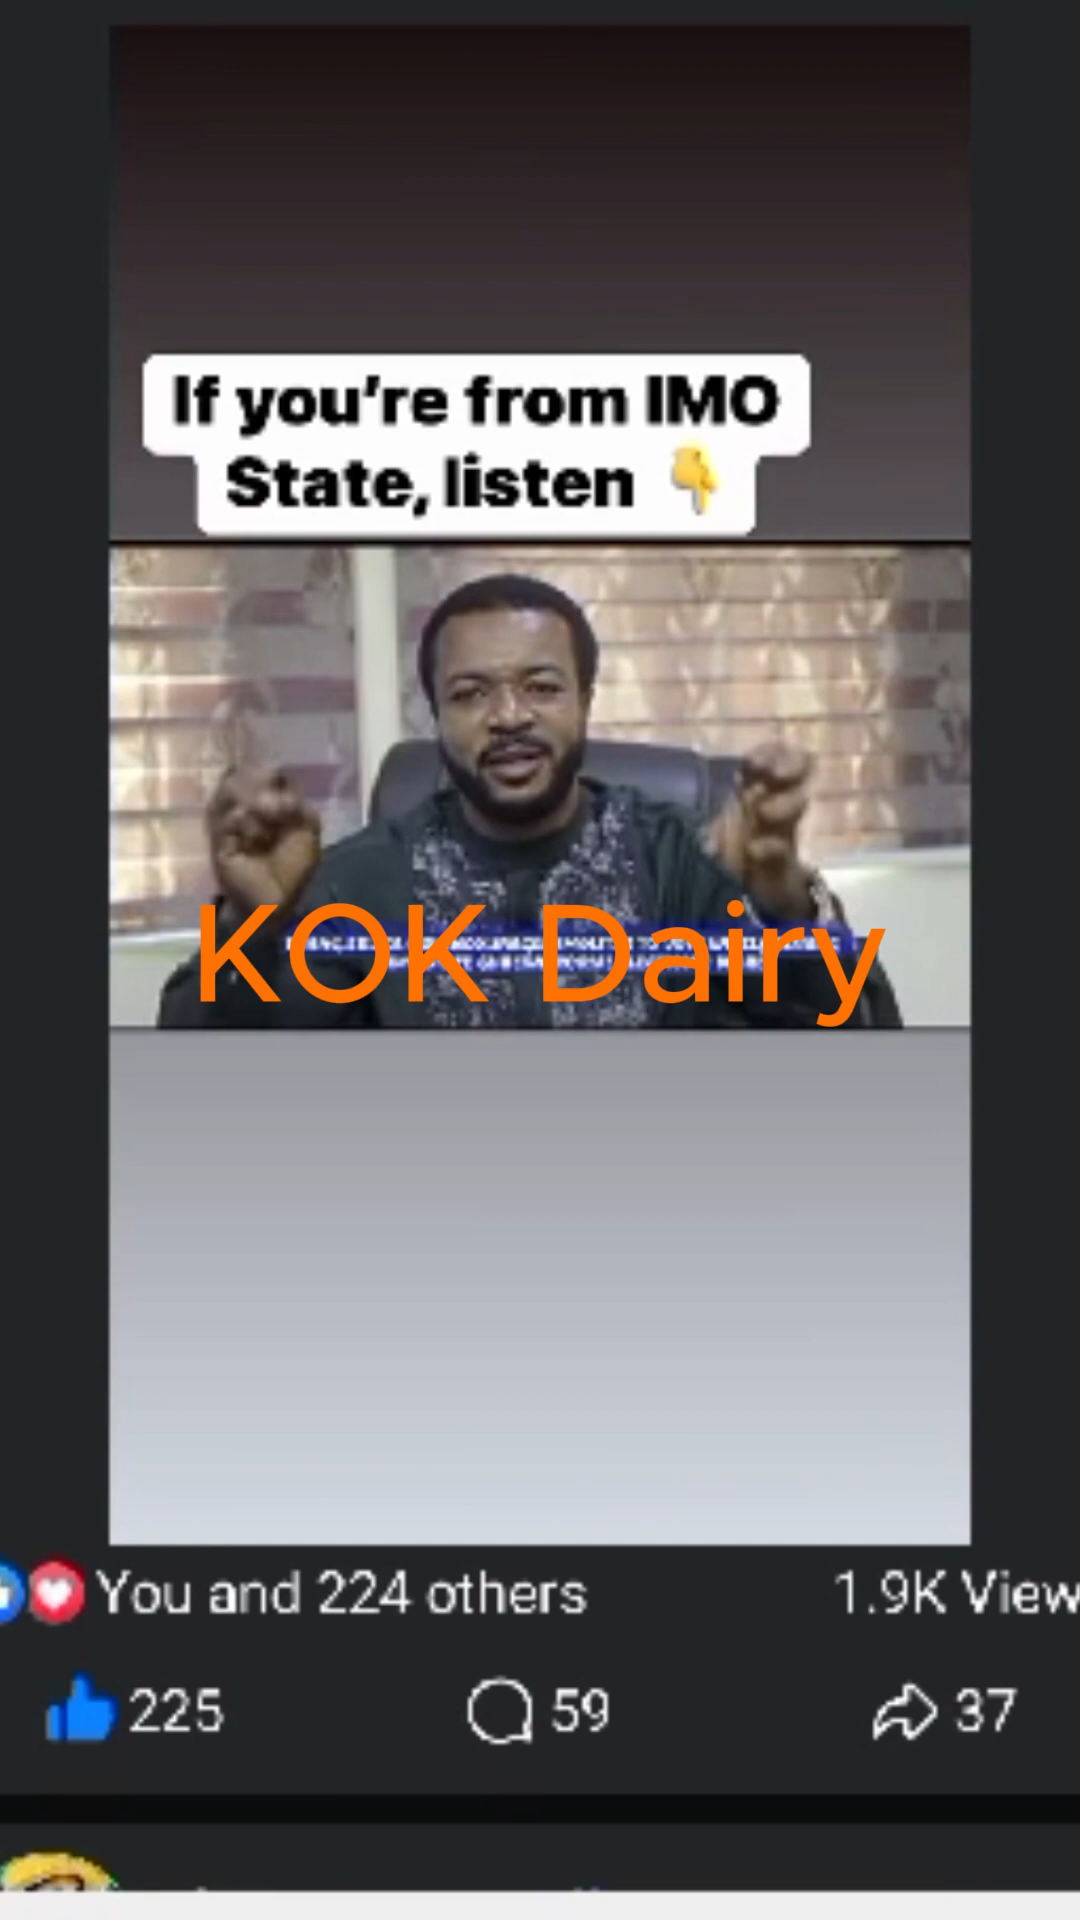 If you're from IMO
State, listen 👇
KOK Dairy
You and 224 others
1.9K View
225
59
37